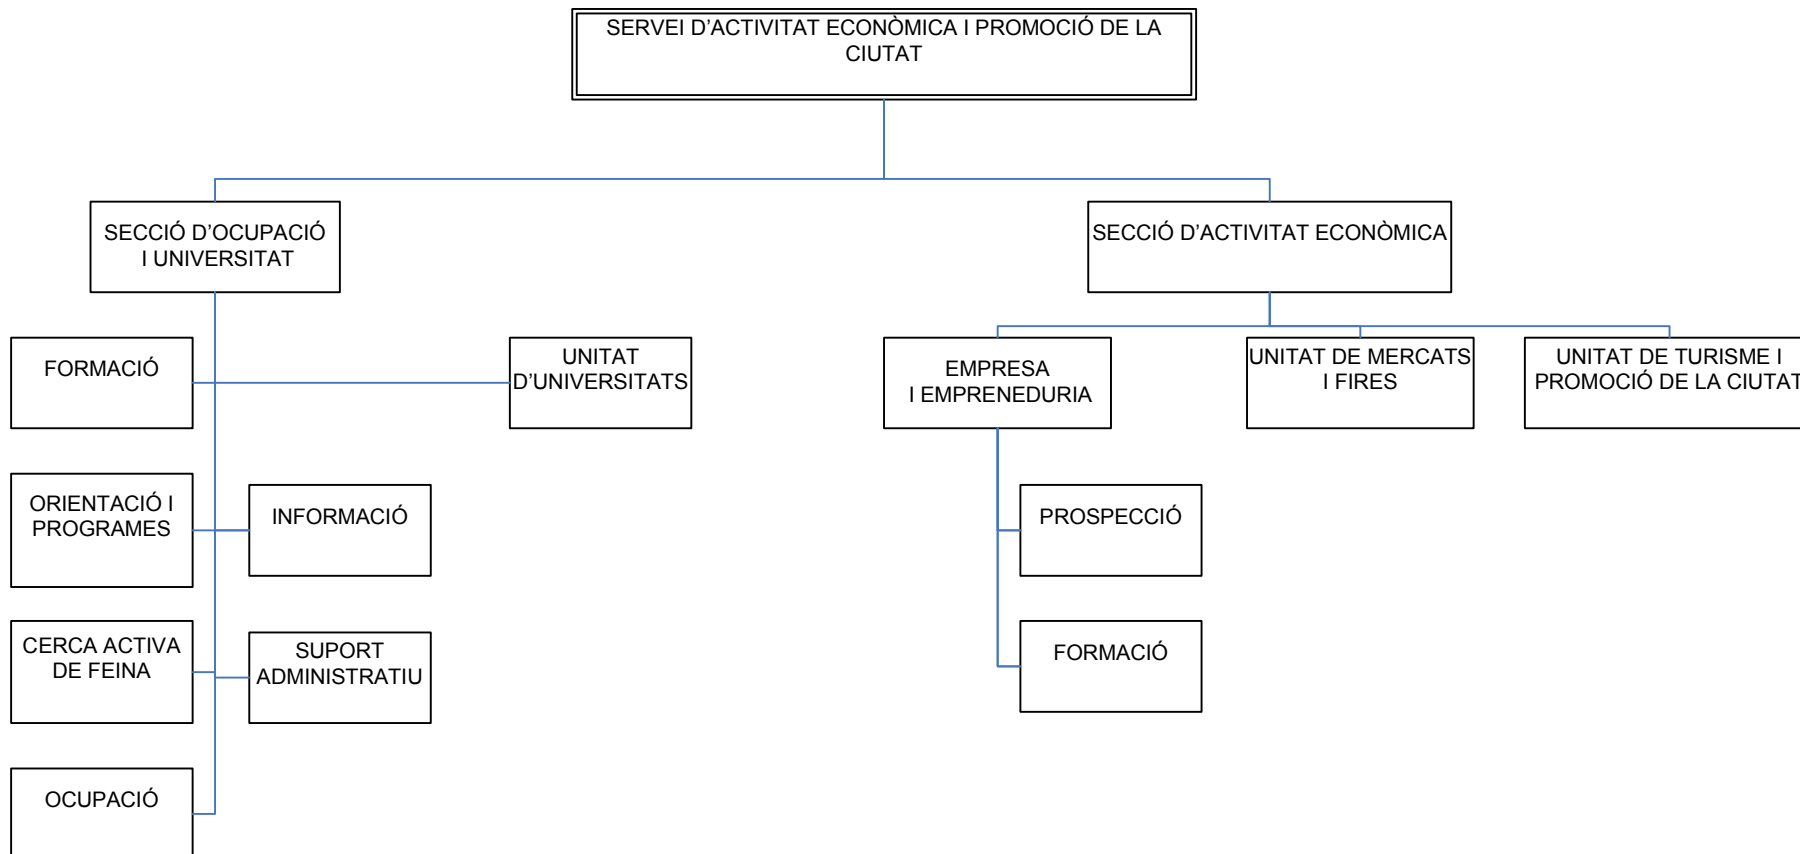 SERVEI D’ACTIVITAT ECONÒMICA I PROMOCIÓ DE LA
CIUTAT
SECCIÓ D’OCUPACIÓ
I UNIVERSITAT
SECCIÓ D’ACTIVITAT ECONÒMICA
FORMACIÓ
UNITAT
D’UNIVERSITATS
EMPRESA
I EMPRENEDURIA
UNITAT DE MERCATS
I FIRES
UNITAT DE TURISME I
PROMOCIÓ DE LA CIUTAT
ORIENTACIÓ I
PROGRAMES
INFORMACIÓ
PROSPECCIÓ
CERCA ACTIVA
DE FEINA
SUPORT
ADMINISTRATIU
FORMACIÓ
OCUPACIÓ